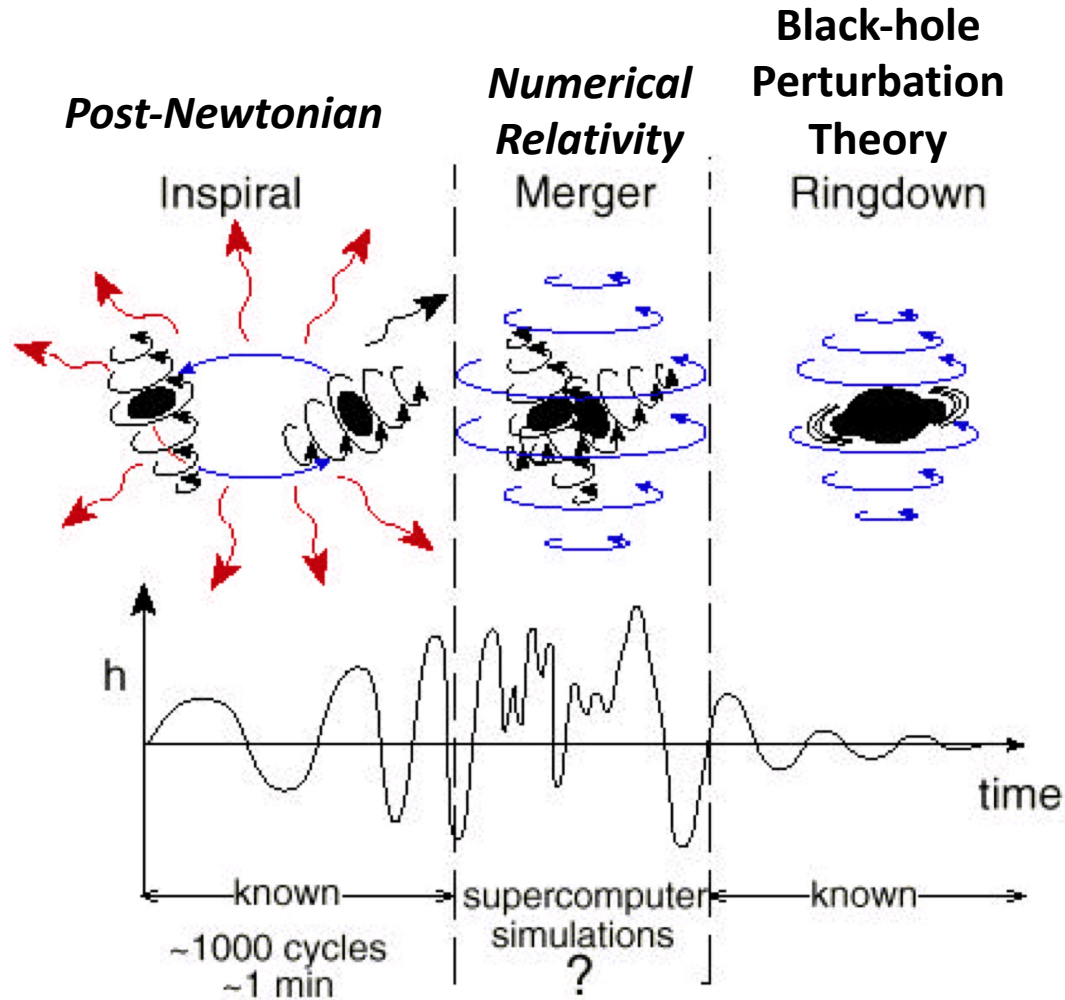 Post-Newtonian
Numerical
Relativity
Black-hole
Perturbation
Theory
Inspiral
Merger
Ringdown
h
time
known
~1000 cycles
~1 min
supercomputer
simulations
?
known